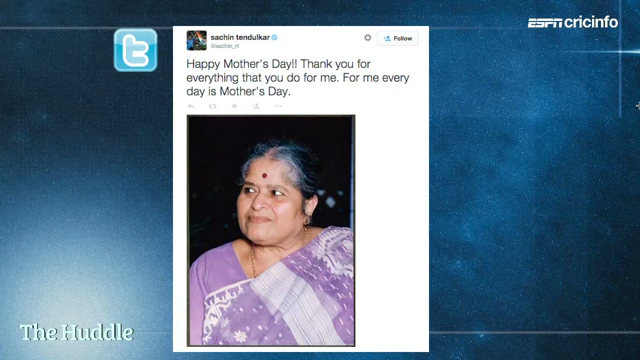 ESPN cricinfo
sachin tendulkar
@sachin_rt
Follow
Happy Mother's Day!! Thank you for
everything that you do for me. For me every
day is Mother's Day.
The Huddle